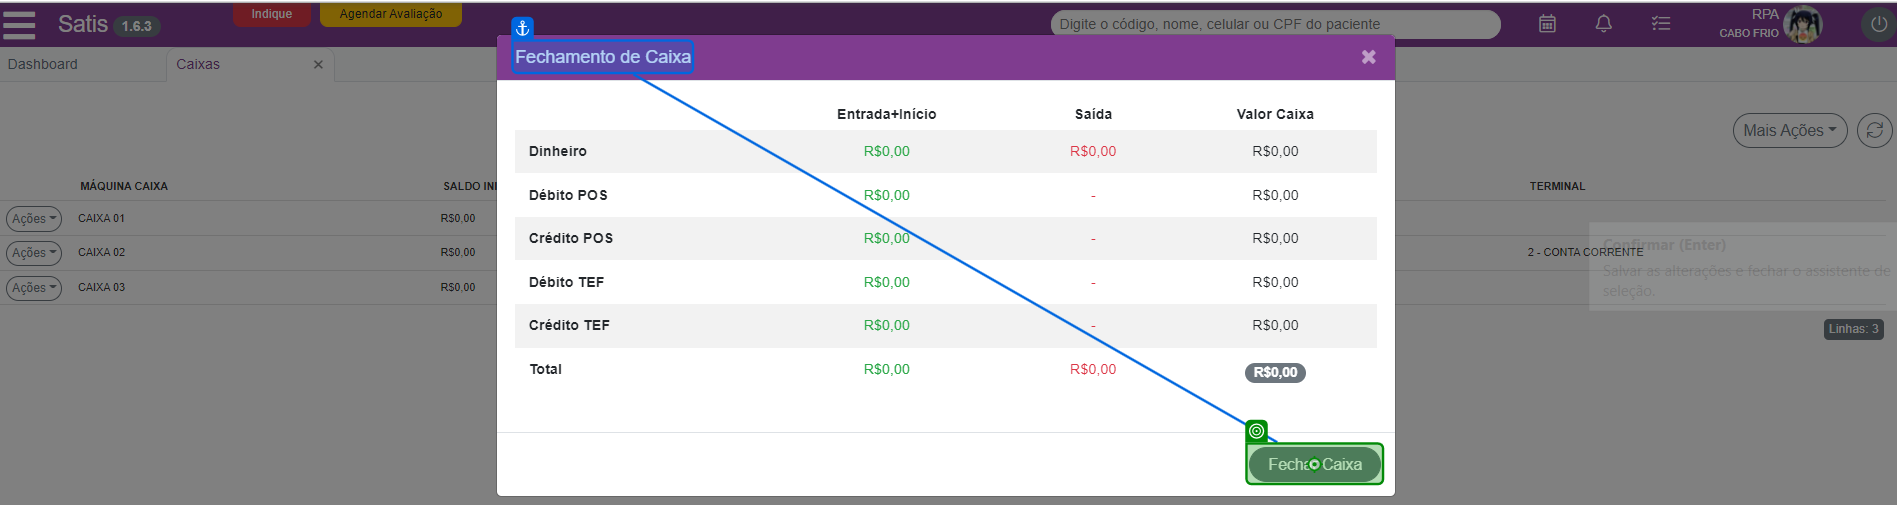 Indique
Agendar Avaliação
Satis 1.6.3
Digite o código, nome, celular ou CPF do paciente
RPA
CABO FRIO
Dashboard
Caixas ×
Fechamento de Caixa
Mais Ações
MÁQUINA CAIXA
SALDO INI
TERMINAL
Ações CAIXA 01 R$0,00
Ações CAIXA 02 R$0,00 2 - CONTA CORRENTE
Ações CAIXA 03 R$0,00
Linhas: 3
Confirmar (Enter)
Salvar as alterações e fechar o assistente de
seleção.
Entrada+Início Saída Valor Caixa
Dinheiro R$0,00 R$0,00 R$0,00
Débito POS R$0,00 - R$0,00
Crédito POS R$0,00 - R$0,00
Débito TEF R$0,00 - R$0,00
Crédito TEF R$0,00 - R$0,00
Total R$0,00 R$0,00 R$0,00
Fechar Caixa